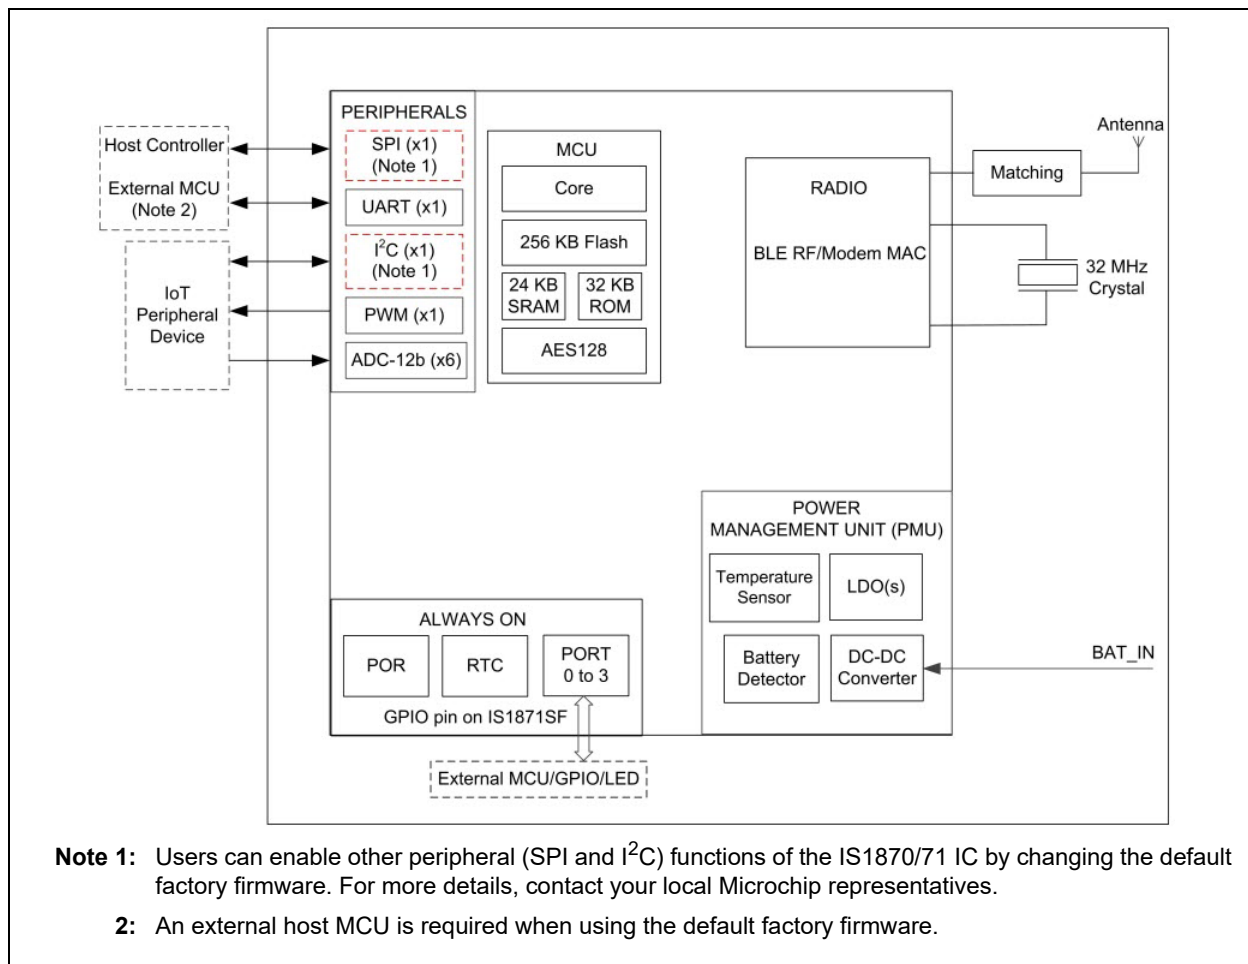 PERIPHERALS
Host Controller
External MCU
(Note 2)
IoT
Peripheral
Device
SPI (x1)
(Note 1)
UART (x1)
I²C (x1)
(Note 1)
PWM (x1)
ADC-12b (x6)
MCU
Core
256 KB Flash
24 KB
SRAM
32 KB
ROM
AES128
RADIO
BLE RF/Modem MAC
Matching
Antenna
32 MHz
Crystal
POWER
MANAGEMENT UNIT (PMU)
Temperature
Sensor
LDO(s)
Battery
Detector
DC-DC
Converter
BAT_IN
ALWAYS ON
POR
RTC
PORT
0 to 3
GPIO pin on IS1871SF
External MCU/GPIO/LED
Note 1: Users can enable other peripheral (SPI and I²C) functions of the IS1870/71 IC by changing the default
factory firmware. For more details, contact your local Microchip representatives.
2: An external host MCU is required when using the default factory firmware.